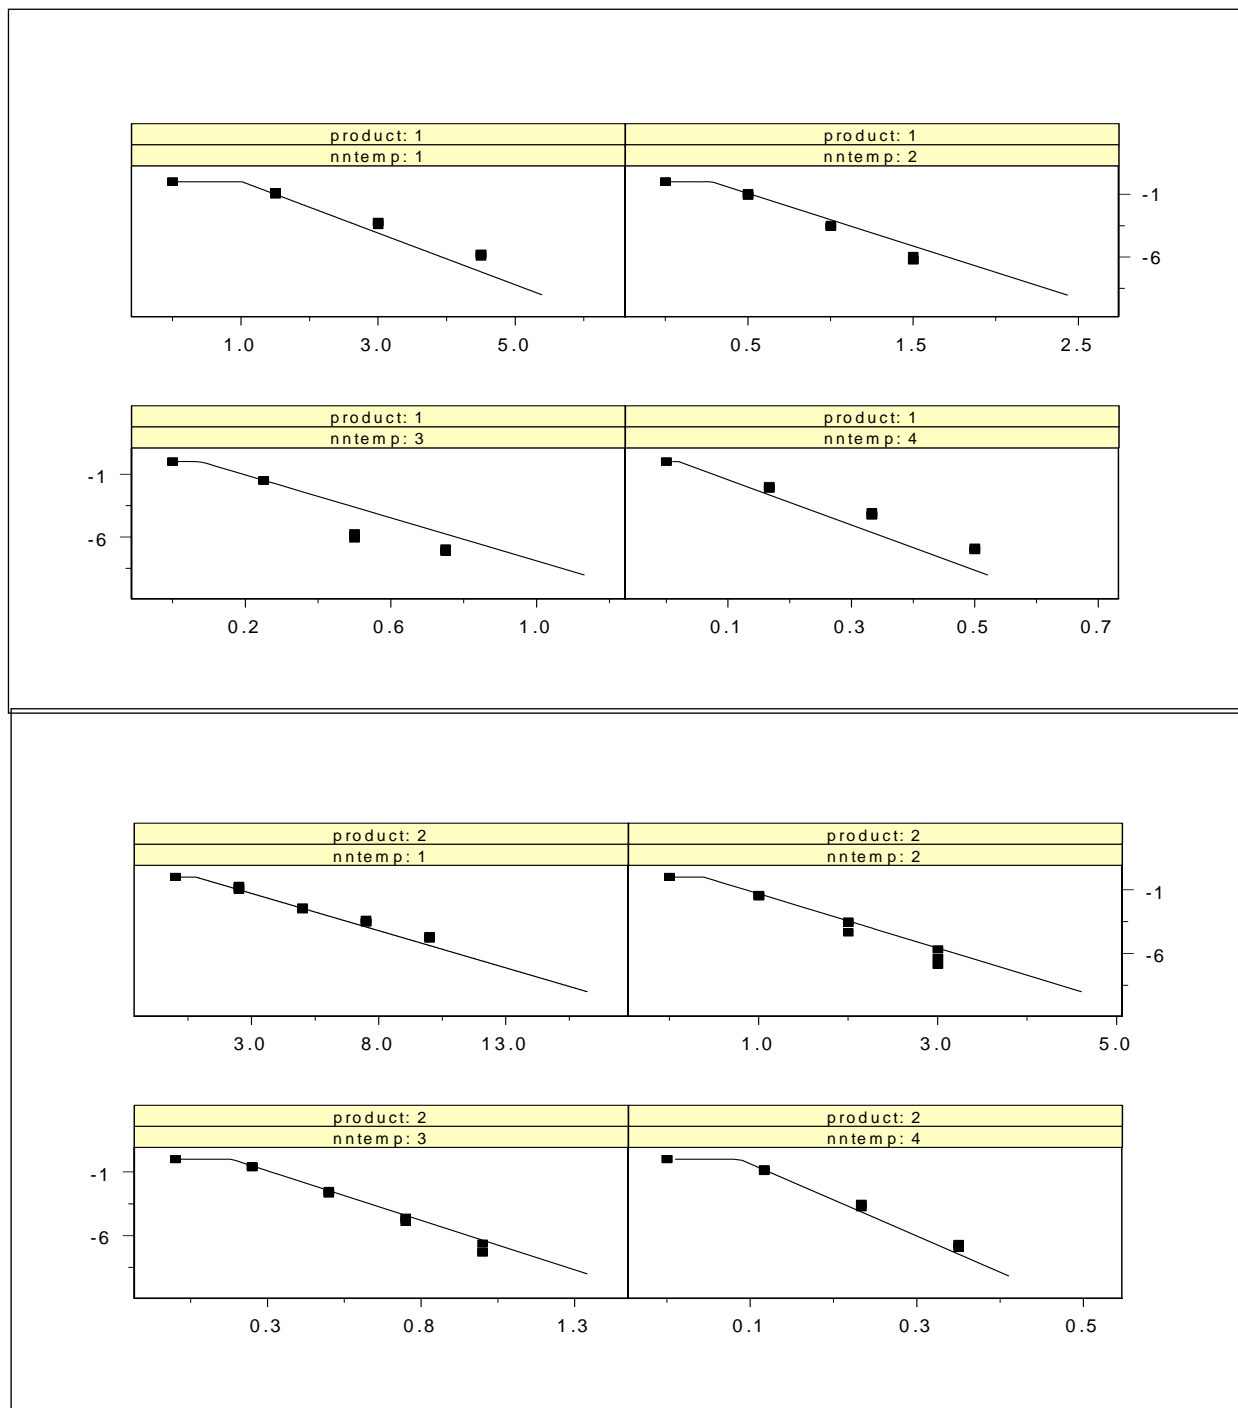 product: 1 product: 1
nntemp: 1 nntemp: 2
-1
-6
1.0 3.0 5.0 0.5 1.5 2.5
product: 1 product: 1
nntemp: 3 nntemp: 4
-1
-6
0.2 0.6 1.0 0.1 0.3 0.5 0.7
product: 2 product: 2
nntemp: 1 nntemp: 2
-1
-6
3.0 8.0 13.0 1.0 3.0 5.0
product: 2 product: 2
nntemp: 3 nntemp: 4
-1
-6
0.3 0.8 1.3 0.1 0.3 0.5